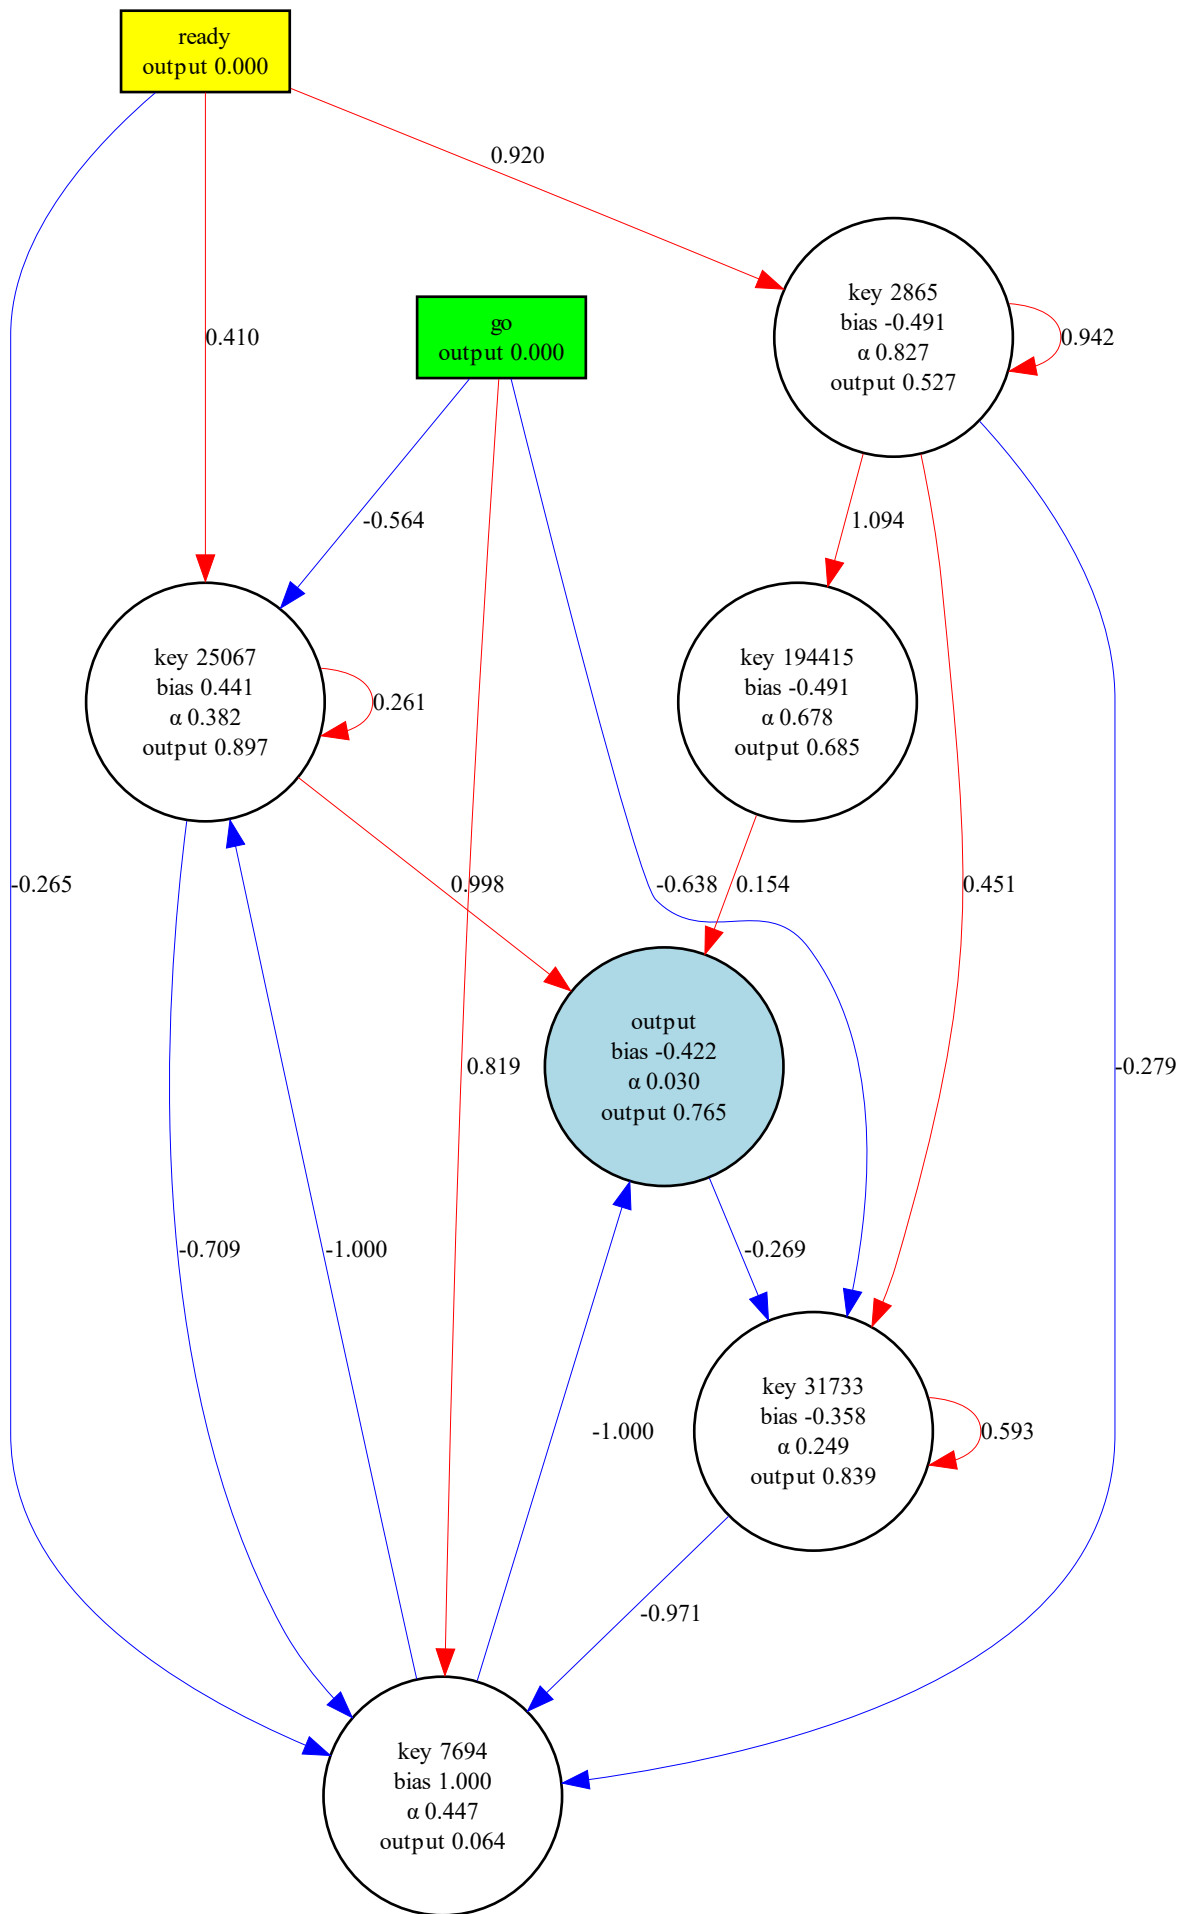 ready
output 0.000
0.920
key 2865
bias -0.491
α 0.827
output 0.527
0.942
go
output 0.000
0.410
-0.564
1.094
key 25067
bias 0.441
α 0.382
output 0.897
0.261
key 194415
bias -0.491
α 0.678
output 0.685
-0.265
0.998
-0.638
0.154
0.451
output
bias -0.422
α 0.030
output 0.765
0.819
-0.279
-0.709
-1.000
-0.269
key 31733
bias -0.358
α 0.249
output 0.839
-1.000
0.593
-0.971
key 7694
bias 1.000
α 0.447
output 0.064